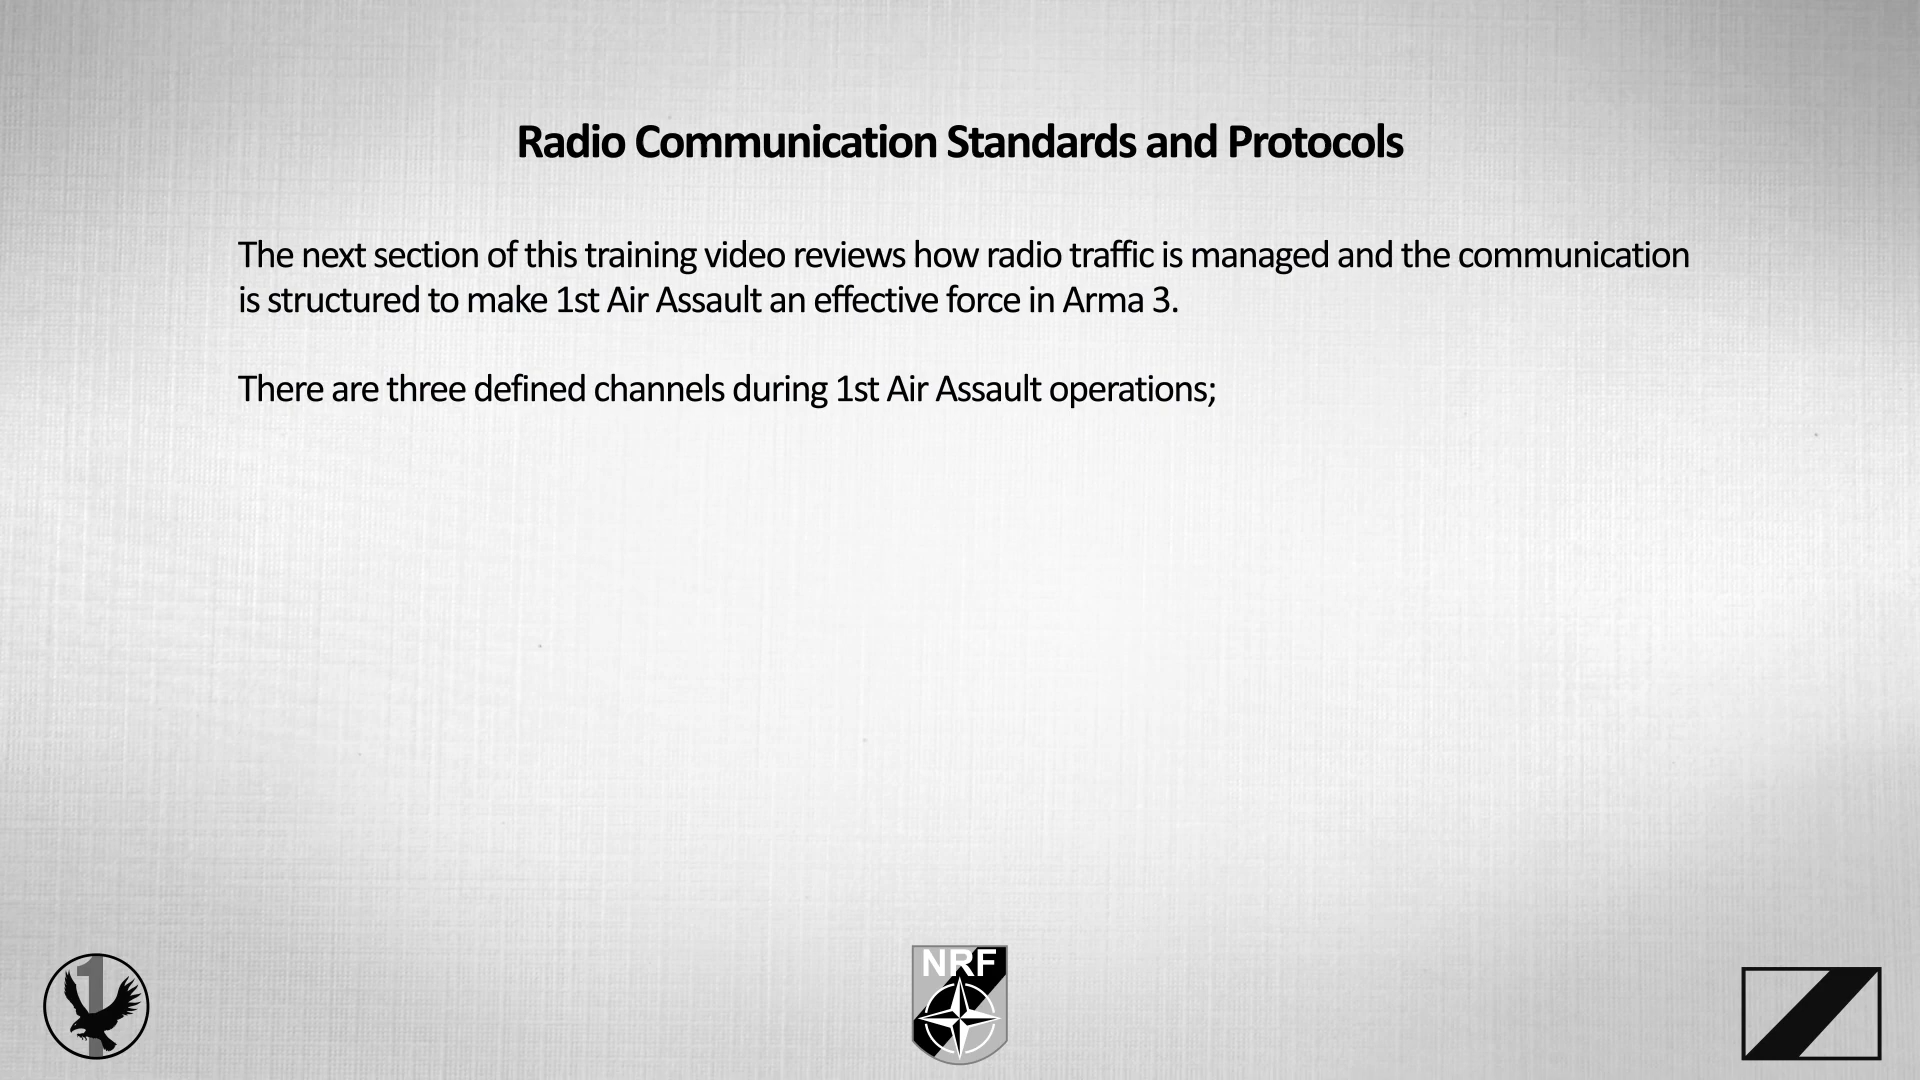 Radio Communication Standards and Protocols
The next section of this training video reviews how radio traffic is managed and the communication
is structured to make 1st Air Assault an effective force in Arma 3.
There are three defined channels during 1st Air Assault operations;
1
NRF